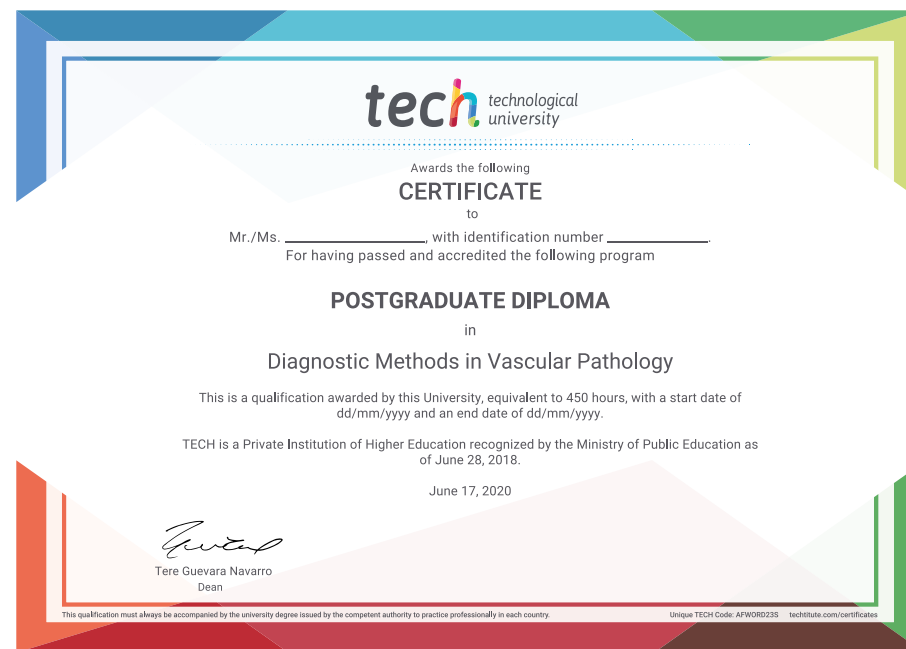 tech technological
university
Awards the following
CERTIFICATE
to
Mr./Ms. ____________________, with identification number ______________.
For having passed and accredited the following program
POSTGRADUATE DIPLOMA
in
Diagnostic Methods in Vascular Pathology
This is a qualification awarded by this University, equivalent to 450 hours, with a start date of
dd/mm/yyyy and an end date of dd/mm/yyyy.
TECH is a Private Institution of Higher Education recognized by the Ministry of Public Education as
of June 28, 2018.
June 17, 2020
Tere Guevara Navarro
Dean
This qualification must always be accompanied by the university degree issued by the competent authority to practice professionally in each country.
Unique TECH Code: AFWORD23S techtitute.com/certificates